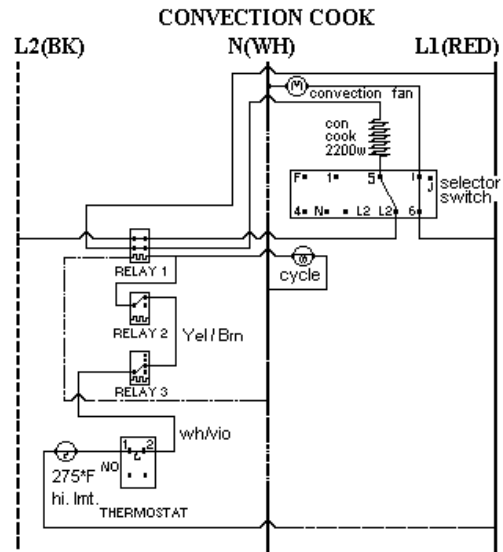 CONVECTION COOK
L2(BK) N(WH) L1(RED)
M convection fan
con
cook
2200w
F 1 5 I J
selector
switch
4 N L2 L2 6
RELAY 1
cycle
RELAY 2
Yel/Brn
RELAY 3
wh/vio
1 2
NO
275*F
hi. lmt.
THERMOSTAT